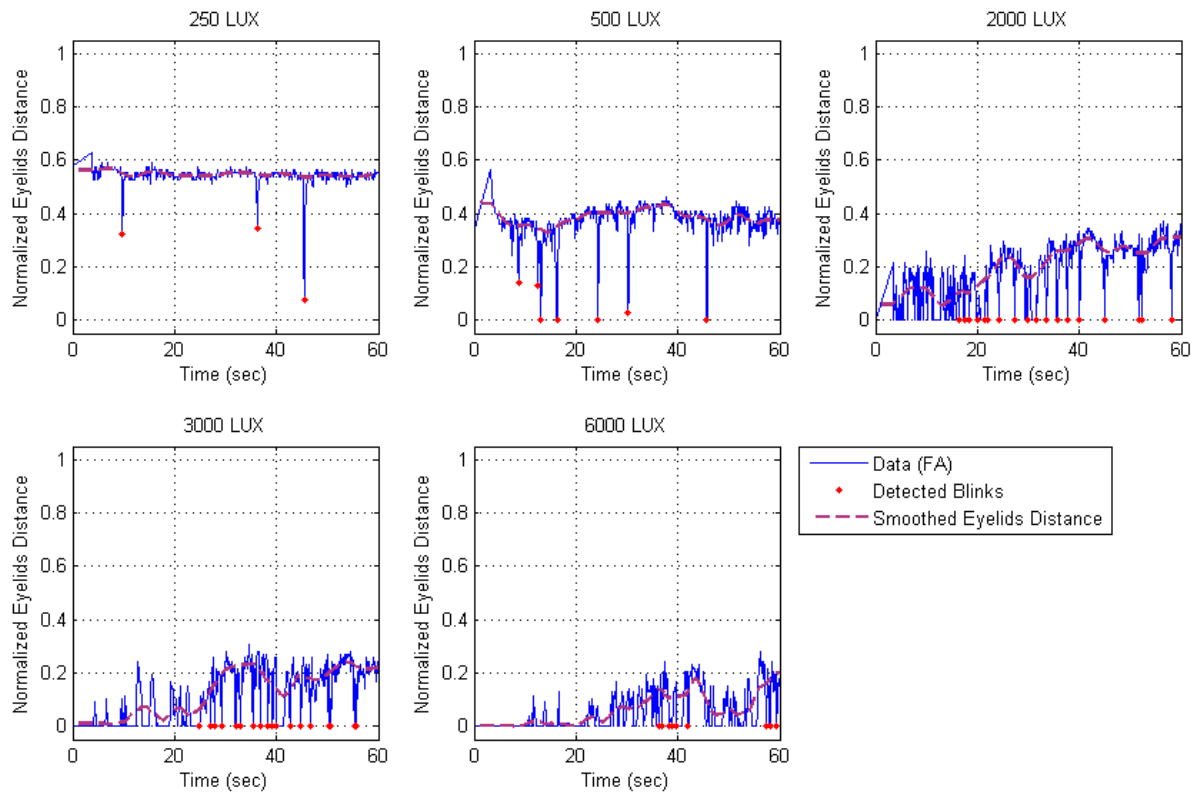 250 LUX
500 LUX
2000 LUX
Normalized Eyelids Distance
1
0.8
0.6
0.4
0.2
0
0 20 40 60
Time (sec)
Normalized Eyelids Distance
1
0.8
0.6
0.4
0.2
0
0 20 40 60
Time (sec)
Normalized Eyelids Distance
1
0.8
0.6
0.4
0.2
0
0 20 40 60
Time (sec)
3000 LUX
6000 LUX
Normalized Eyelids Distance
1
0.8
0.6
0.4
0.2
0
0 20 40 60
Time (sec)
Normalized Eyelids Distance
1
0.8
0.6
0.4
0.2
0
0 20 40 60
Time (sec)
Data (FA)
Detected Blinks
Smoothed Eyelids Distance